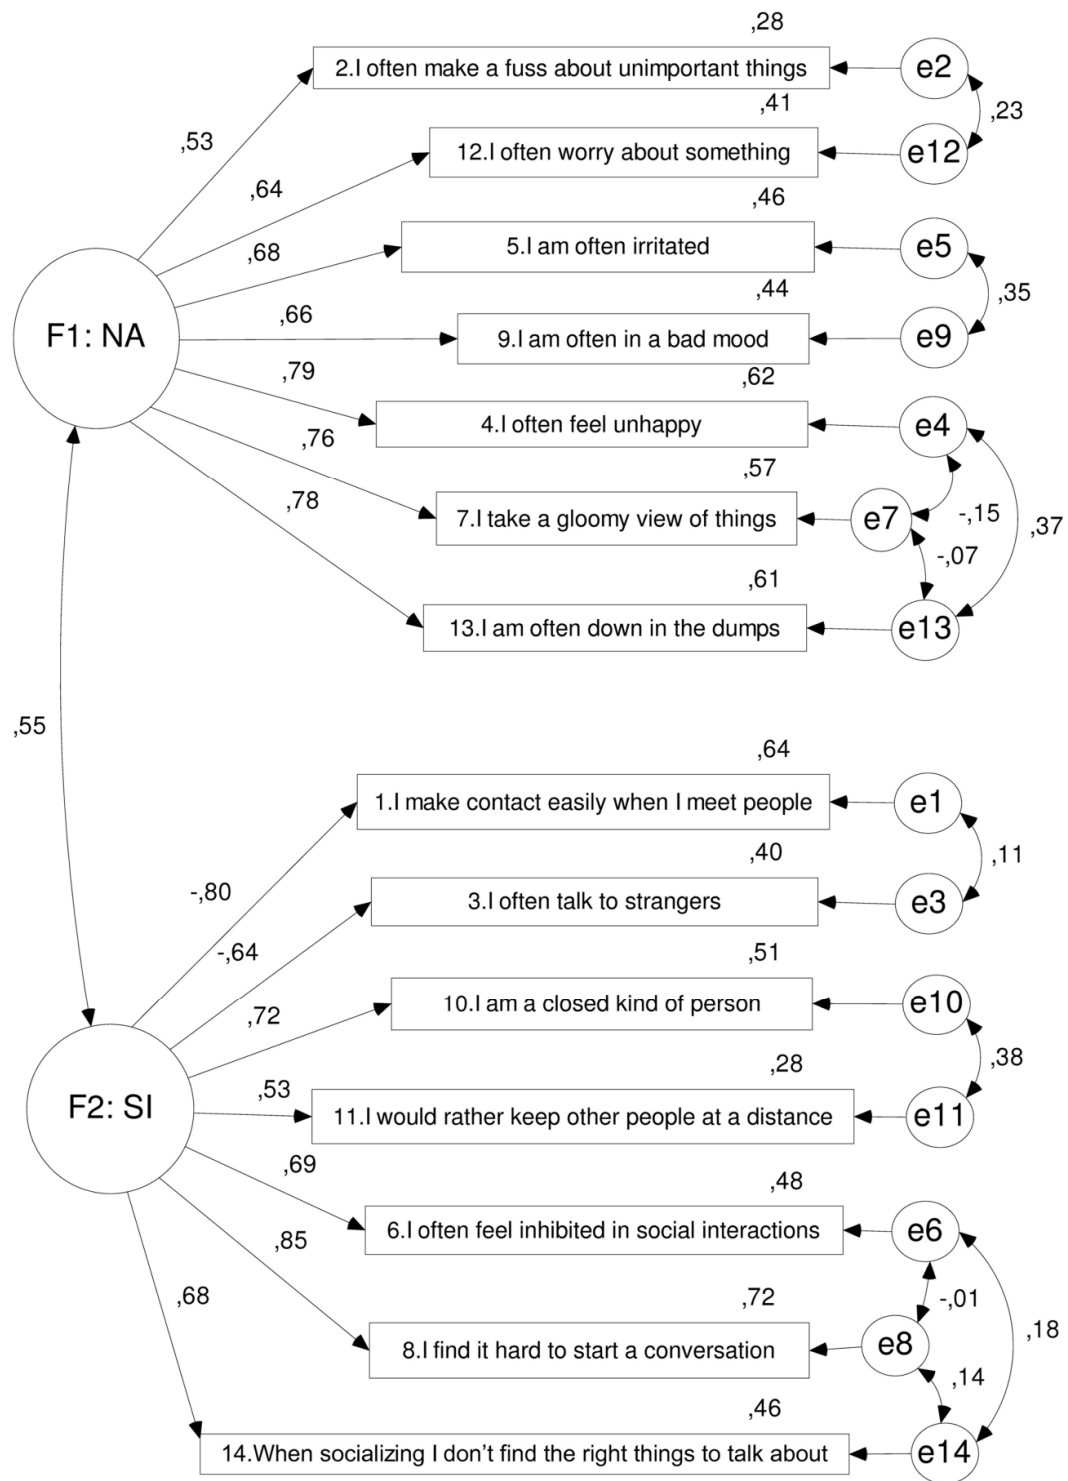 ,28
2.I often make a fuss about unimportant things
e2
,41
,23
,53
12.I often worry about something
e12
,64
,46
,68
5.I am often irritated
e5
,44
,35
F1: NA
,66
9.I am often in a bad mood
e9
,79
,62
4.I often feel unhappy
e4
,76
,57
,78
7.I take a gloomy view of things
e7
-,15
,37
-,07
,61
13.I am often down in the dumps
e13
,55
,64
1.I make contact easily when I meet people
e1
,40
,11
-,80
3.I often talk to strangers
e3
-,64
,51
,72
10.I am a closed kind of person
e10
,28
,38
F2: SI
,53
11.I would rather keep other people at a distance
e11
,69
,48
6.I often feel inhibited in social interactions
e6
,85
,68
,72
-,01
,18
8.I find it hard to start a conversation
e8
,14
,46
14.When socializing I don’t find the right things to talk about
e14